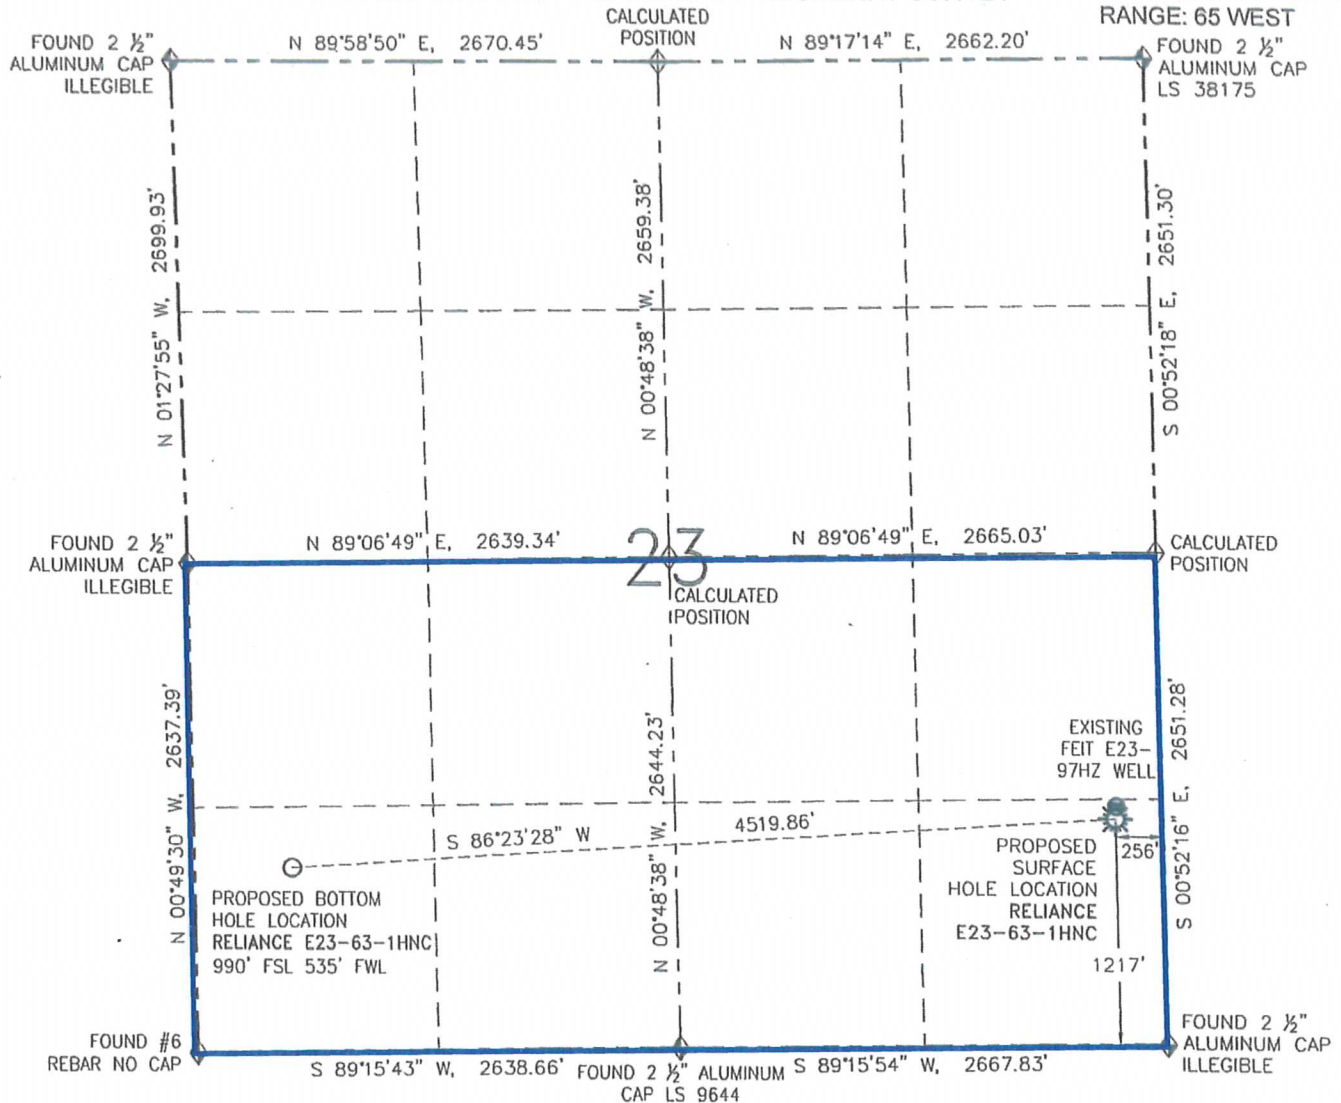 RANGE: 65 WEST
CALCULATED
POSITION
FOUND 2 ½"
ALUMINUM CAP
ILLEGIBLE
N 89°58'50" E, 2670.45'
N 89°17'14" E, 2662.20'
FOUND 2 ½"
ALUMINUM CAP
LS 38175
N 01°27'55" W, 2699.93'
N 00°48'38" W, 2659.38'
S 00°52'18" E, 2651.30'
FOUND 2 ½"
ALUMINUM CAP
ILLEGIBLE
N 89°06'49" E, 2639.34'
23
N 89°06'49" E, 2665.03'
CALCULATED
POSITION
CALCULATED
POSITION
N 00°49'30" W, 2637.39'
N 00°48'38" W, 2644.23'
S 00°52'16" E, 2651.28'
EXISTING
FEIT E23-
97HZ WELL
S 86°23'28" W 4519.86'
256'
PROPOSED
SURFACE
HOLE LOCATION
RELIANCE
E23-63-1HNC
1217'
PROPOSED BOTTOM
HOLE LOCATION
RELIANCE E23-63-1HNC
990' FSL 535' FWL
FOUND #6
REBAR NO CAP
S 89°15'43" W, 2638.66'
FOUND 2 ½" ALUMINUM
CAP LS 9644
S 89°15'54" W, 2667.83'
FOUND 2 ½"
ALUMINUM CAP
ILLEGIBLE